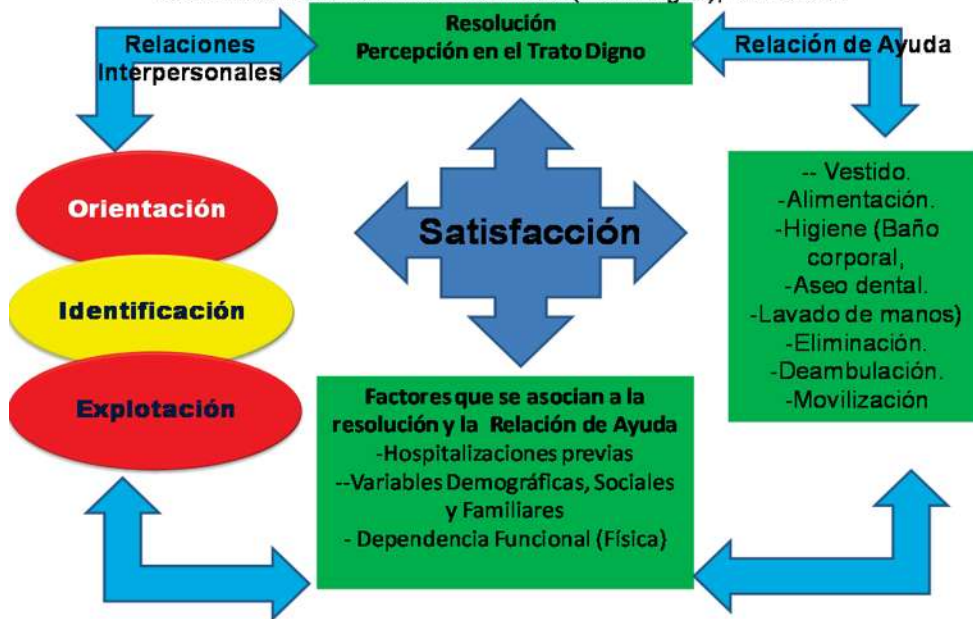 Relaciones
Interpersonales
Resolución
Percepción en el Trato Digno
Relación de Ayuda
Orientación
Identificación
Explotación
Satisfacción
-- Vestido.
-Alimentación.
-Higiene (Baño
corporal,
-Aseo dental.
-Lavado de manos)
-Eliminación.
-Deambulación.
-Movilización
Factores que se asocian a la
resolución y la Relación de Ayuda
-Hospitalizaciones previas
--Variables Demográficas, Sociales
y Familiares
- Dependencia Funcional (Física)